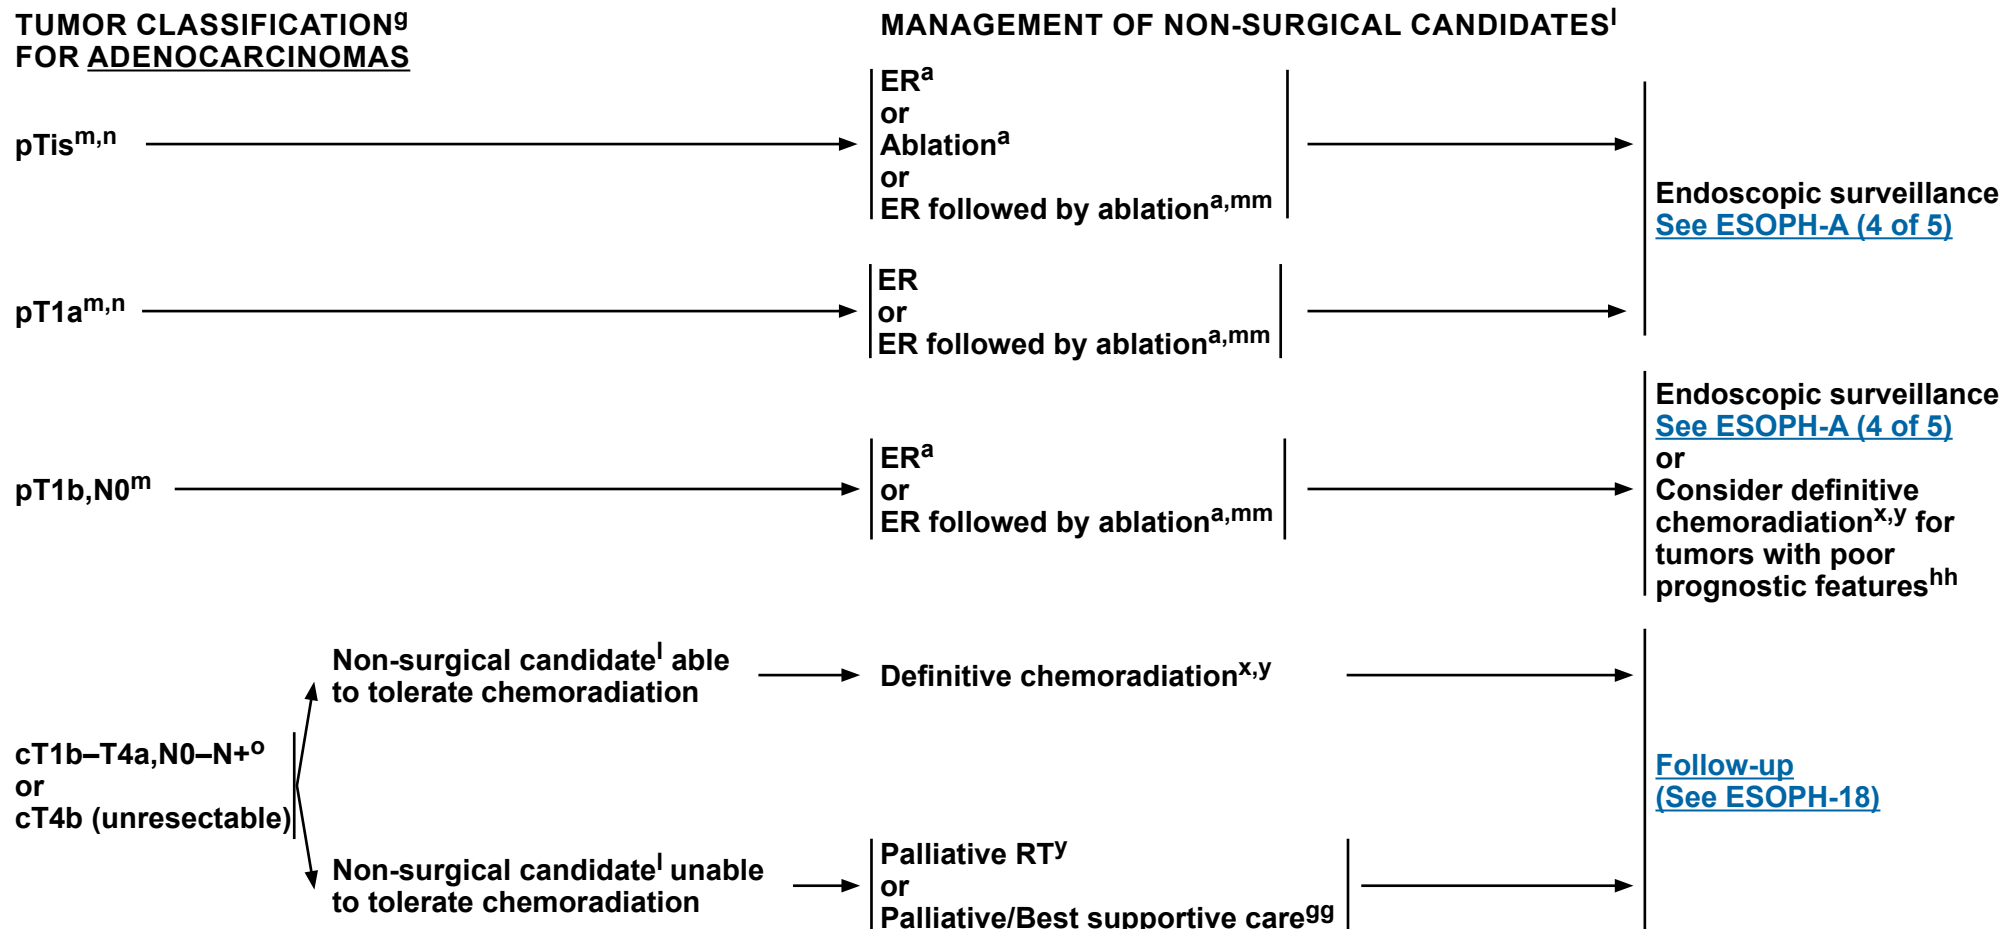 TUMOR CLASSIFICATIONg
FOR ADENOCARCINOMAS
MANAGEMENT OF NON-SURGICAL CANDIDATESl
pTism,n
ERa
or
Ablationa
or
ER followed by ablationa,mm
Endoscopic surveillance
See ESOPH-A (4 of 5)
pT1am,n
ER
or
ER followed by ablationa,mm
pT1b,N0m
ERa
or
ER followed by ablationa,mm
Endoscopic surveillance
See ESOPH-A (4 of 5)
or
Consider definitive
chemoradiationx,y for
tumors with poor
prognostic featureshh
cT1b–T4a,N0–N+o
or
cT4b (unresectable)
Non-surgical candidatel able
to tolerate chemoradiation
Definitive chemoradiationx,y
Non-surgical candidatel unable
to tolerate chemoradiation
Palliative RTy
or
Palliative/Best supportive caregg
Follow-up
(See ESOPH-18)